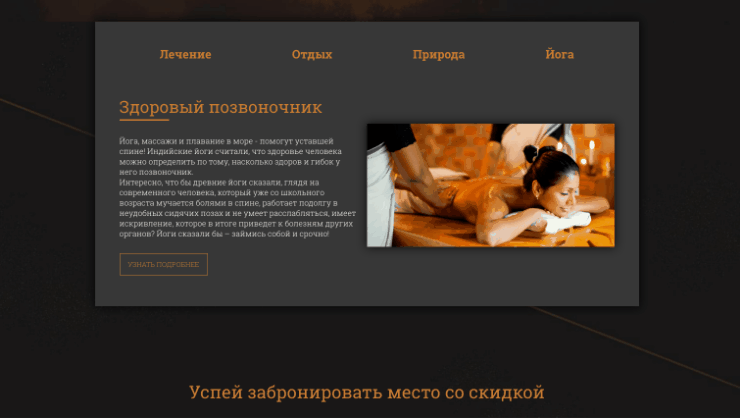 Лечение Отдых Природа Йога
Здоровый позвоночник
Йога, массажи и плавание в море - помогут уставшей
спине! Индийские йоги считали, что здоровье человека
можно определить по тому, насколько здоров и гибок у
него позвоночник.
Интересно, что бы древние йоги сказали, глядя на
современного человека, который уже со школьного
возраста мучается болями в спине, работает подолгу в
неудобных сидячих позах и не умеет расслабляться, имеет
искривление, которое в итоге приведет к болезням других
органов? Йоги сказали бы – займись собой и срочно!
УЗНАТЬ ПОДРОБНЕЕ
Успей забронировать место со скидкой